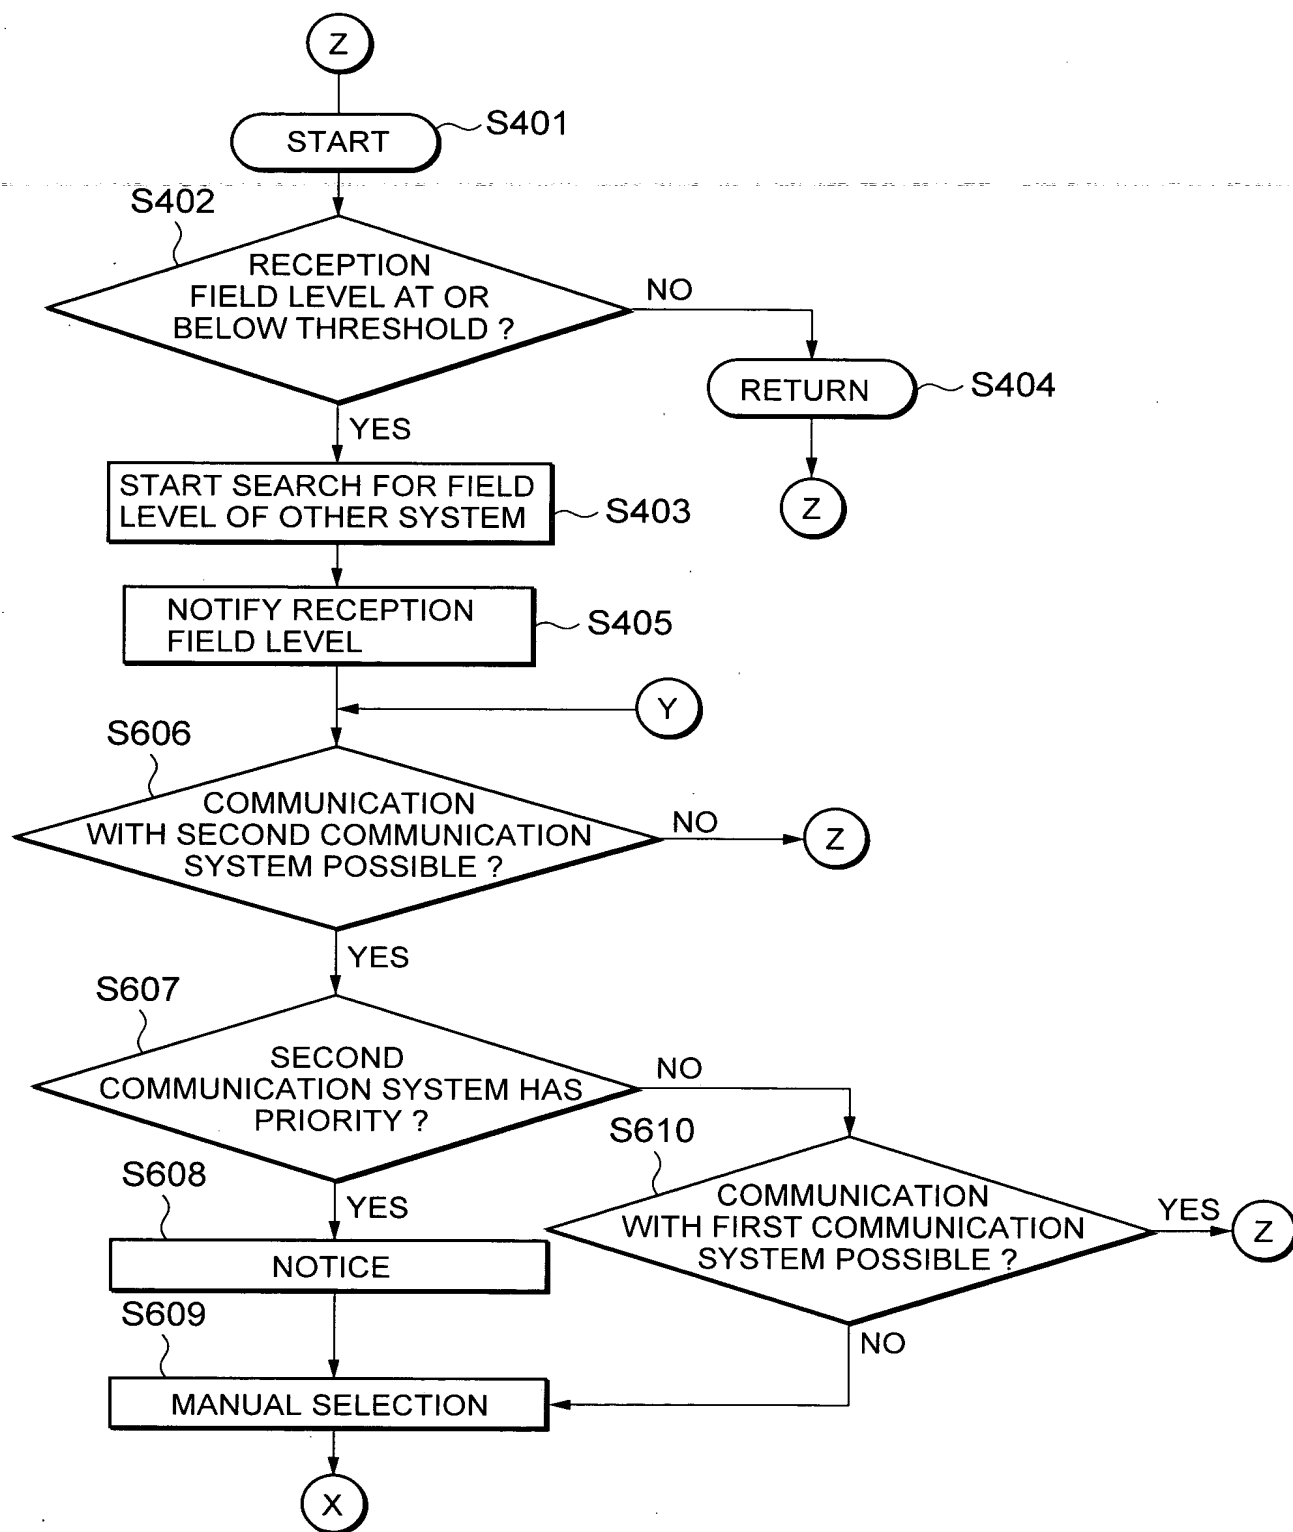 Z
START
S401
S402
RECEPTION
FIELD LEVEL AT OR
BELOW THRESHOLD ?
NO
RETURN
S404
Z
YES
START SEARCH FOR FIELD
LEVEL OF OTHER SYSTEM
S403
NOTIFY RECEPTION
FIELD LEVEL
S405
Y
S606
COMMUNICATION
WITH SECOND COMMUNICATION
SYSTEM POSSIBLE ?
NO
Z
YES
S607
SECOND
COMMUNICATION SYSTEM HAS
PRIORITY ?
NO
S610
COMMUNICATION
WITH FIRST COMMUNICATION
SYSTEM POSSIBLE ?
YES
Z
NO
YES
S608
NOTICE
S609
MANUAL SELECTION
X